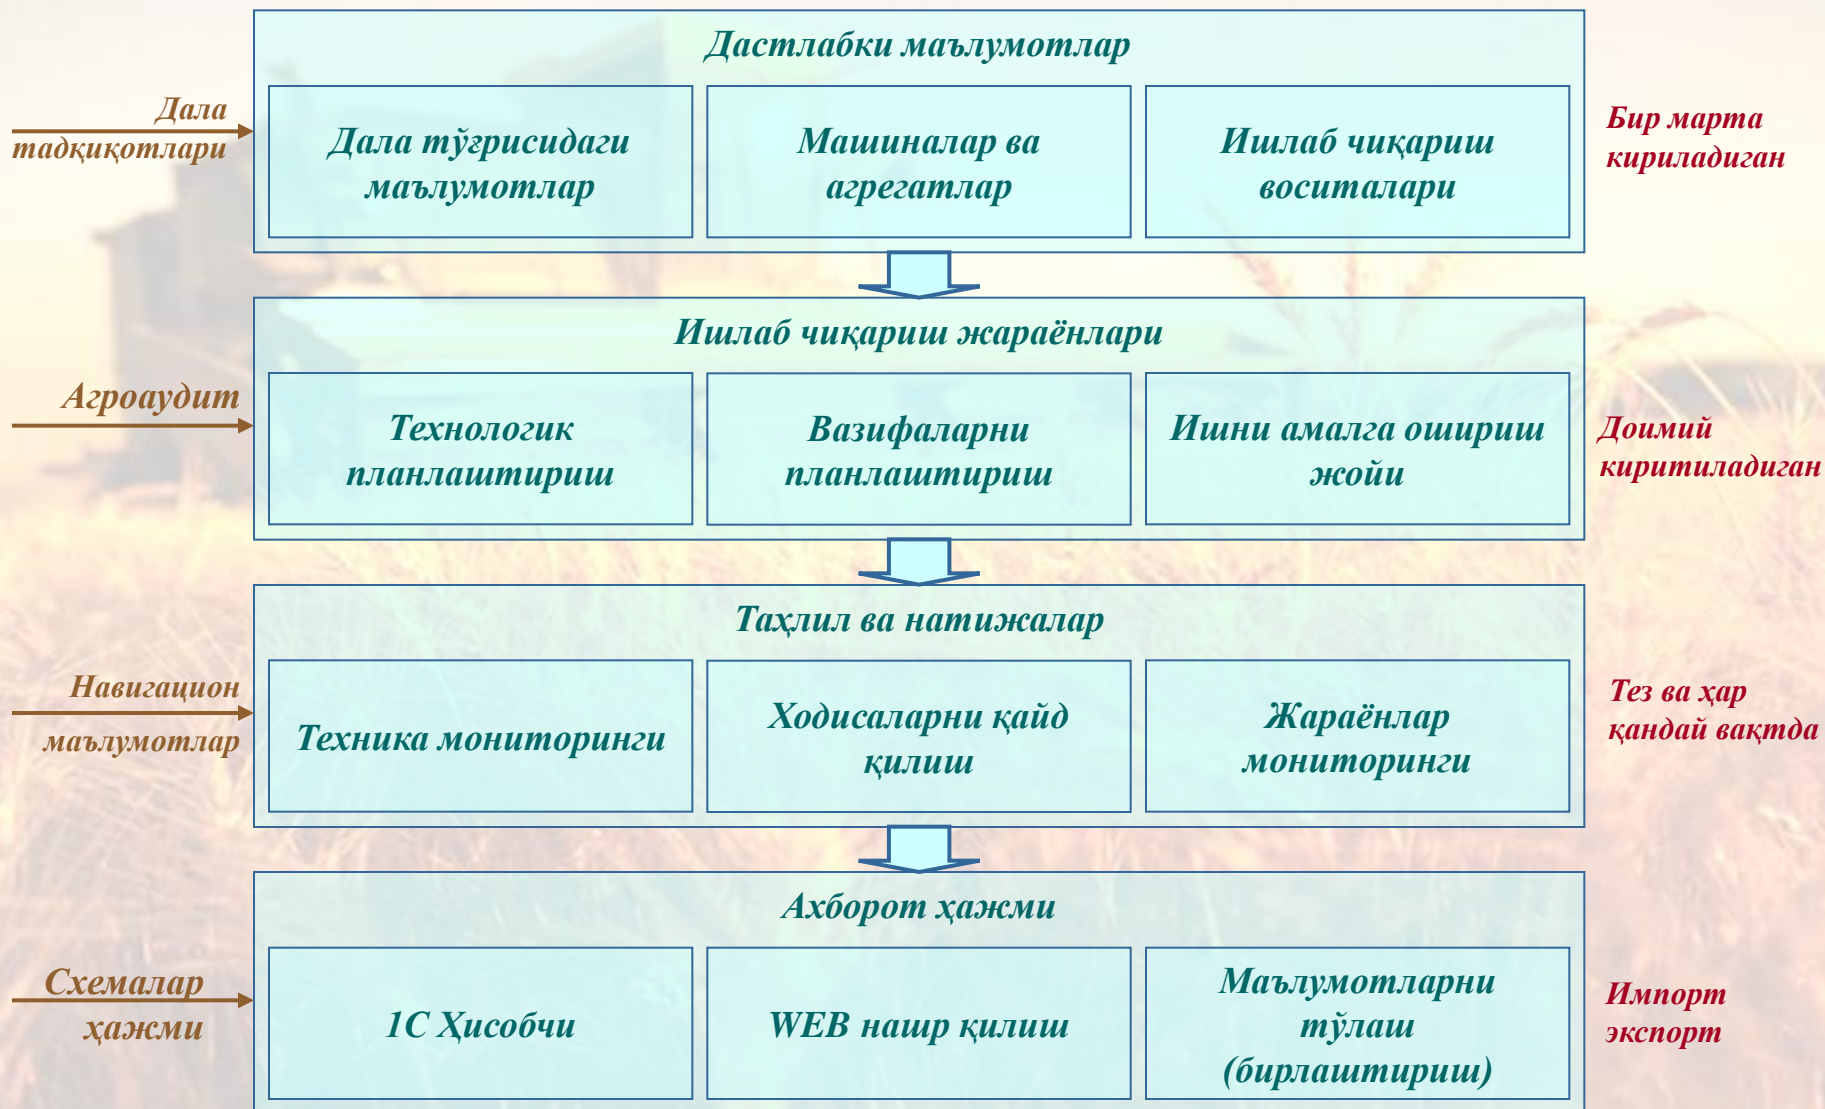 Дастлабки маълумотлар
Дала
тадқиқотлари
Дала тўғрисидаги
маълумотлар
Машиналар ва
агрегатлар
Ишлаб чиқариш
воситалари
Бир марта
кириладиган
Ишлаб чиқариш жараёнлари
Агроаудит
Технологик
планлаштириш
Вазифаларни
планлаштириш
Ишни амалга ошириш
жойи
Доимий
киритиладиган
Таҳлил ва натижалар
Навигацион
маълумотлар
Техника мониторинги
Ходисаларни қайд
қилиш
Жараёнлар
мониторинги
Тез ва ҳар
қандай вақтда
Ахборот ҳажми
Схемалар
ҳажми
1С Ҳисобчи
WEB нашр қилиш
Маълумотларни
тўлаш
(бирлаштириш)
Импорт
экспорт